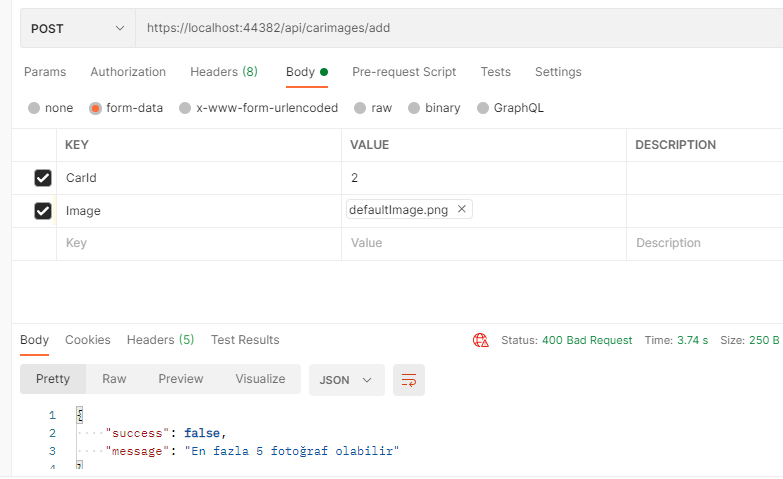 POST https://localhost:44382/api/carimages/add
Params Authorization Headers (8) Body Pre-request Script Tests Settings
none form-data x-www-form-urlencoded raw binary GraphQL
KEY VALUE DESCRIPTION
CarId 2
Image defaultImage.png
Key Value Description
Body Cookies Headers (5) Test Results Status: 400 Bad Request Time: 3.74 s Size: 250 B
Pretty Raw Preview Visualize JSON
1 {
2 "success": false,
3 "message": "En fazla 5 fotoğraf olabilir"
4 }